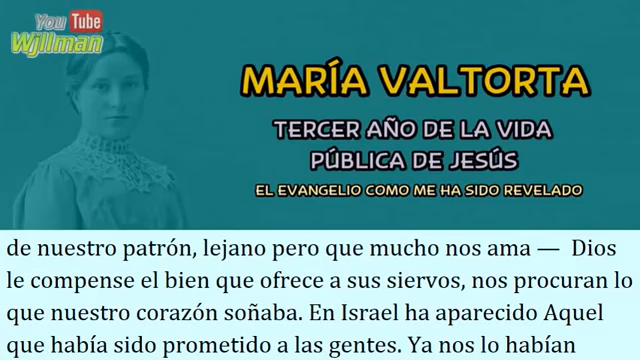 You Tube
Wjllman
MARÍA VALTORTA
TERCER AÑO DE LA VIDA
PÚBLICA DE JESÚS
EL EVANGELIO COMO ME HA SIDO REVELADO
de nuestro patrón, lejano pero que mucho nos ama — Dios
le compense el bien que ofrece a sus siervos, nos procuran lo
que nuestro corazón soñaba. En Israel ha aparecido Aquel
que había sido prometido a las gentes. Ya nos lo habían